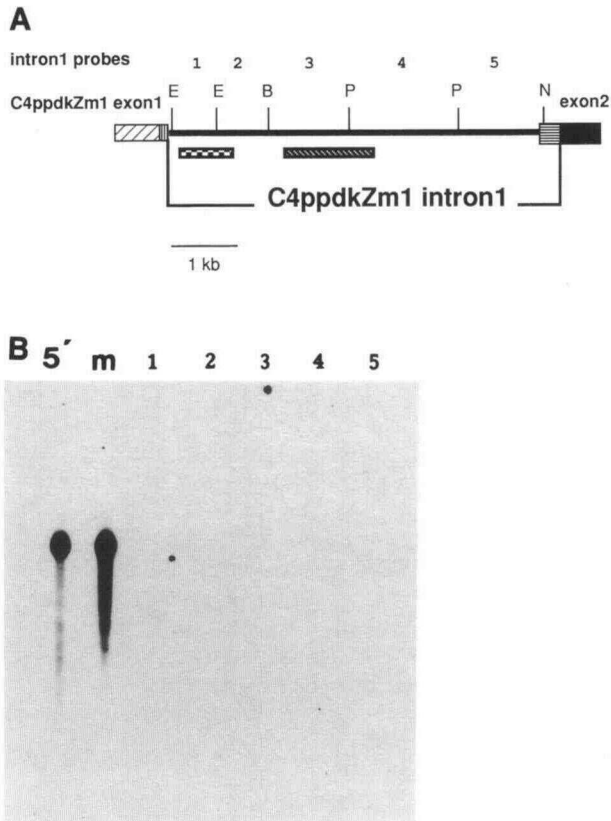 A
intron1 probes 1 2 3 4 5
E E B P P N
C4ppdkZm1 exon1 exon2
C4ppdkZm1 intron1
1 kb
B 5´ m 1 2 3 4 5